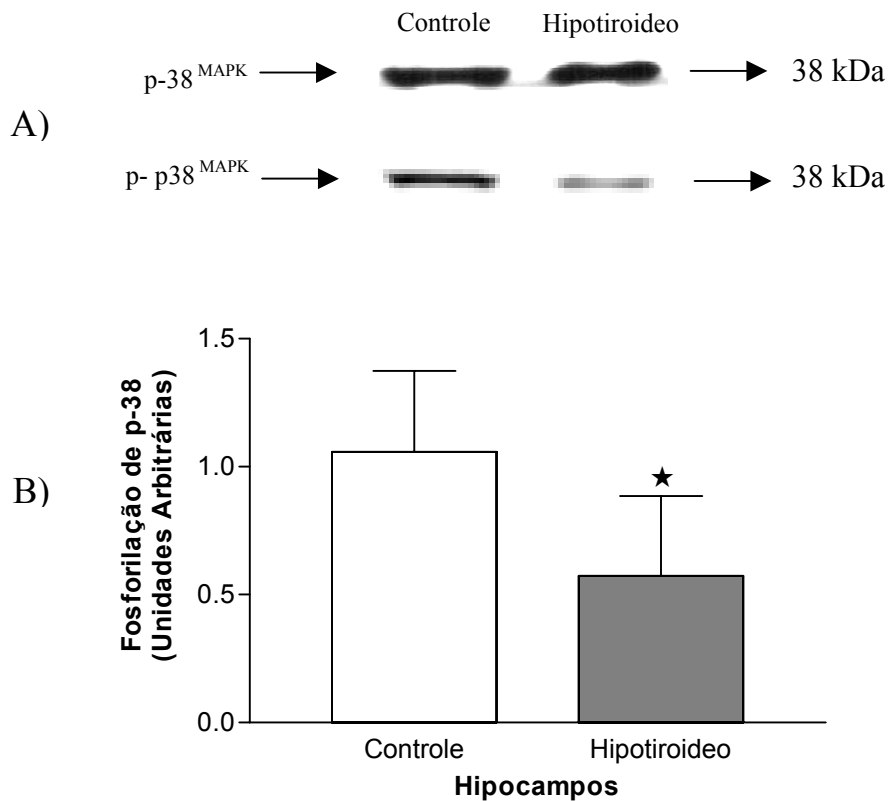 Controle Hipotiroideo
p-38 MAPK 38 kDa
A)
p- p38 MAPK 38 kDa
B)
Fosforilação de p-38
(Unidades Arbitrárias)
1.5
1.0
0.5
0.0
★
Controle Hipotiroideo
Hipocampos